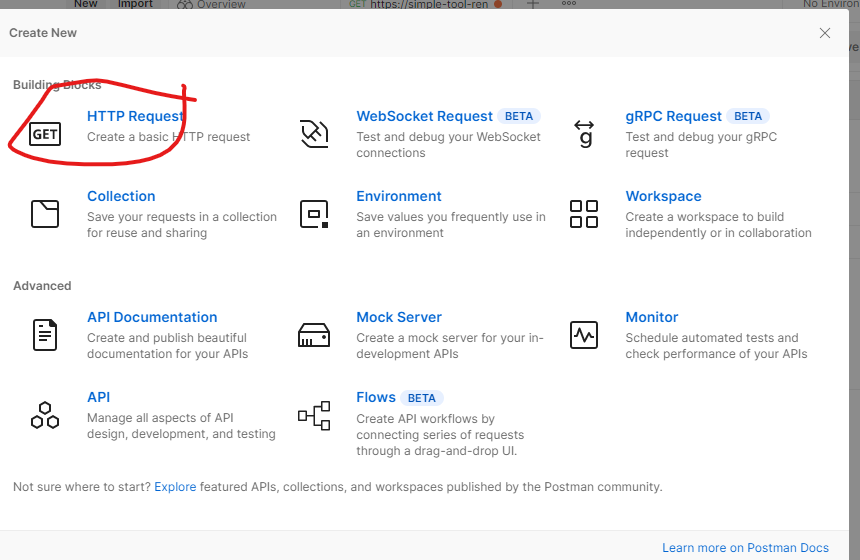 New Import Overview GET https://simple-tool-ren No Environ
Create New
Building Blocks
HTTP Request WebSocket Request BETA gRPC Request BETA
GET Create a basic HTTP request Test and debug your WebSocket Test and debug your gRPC
connections request
Collection Environment Workspace
Save your requests in a collection Save values you frequently use in Create a workspace to build
for reuse and sharing an environment independently or in collaboration
Advanced
API Documentation Mock Server Monitor
Create and publish beautiful Create a mock server for your in- Schedule automated tests and
documentation for your APIs development APIs check performance of your APIs
API Flows BETA
Manage all aspects of API Create API workflows by
design, development, and testing connecting series of requests
through a drag-and-drop UI.
Not sure where to start? Explore featured APIs, collections, and workspaces published by the Postman community.
Learn more on Postman Docs